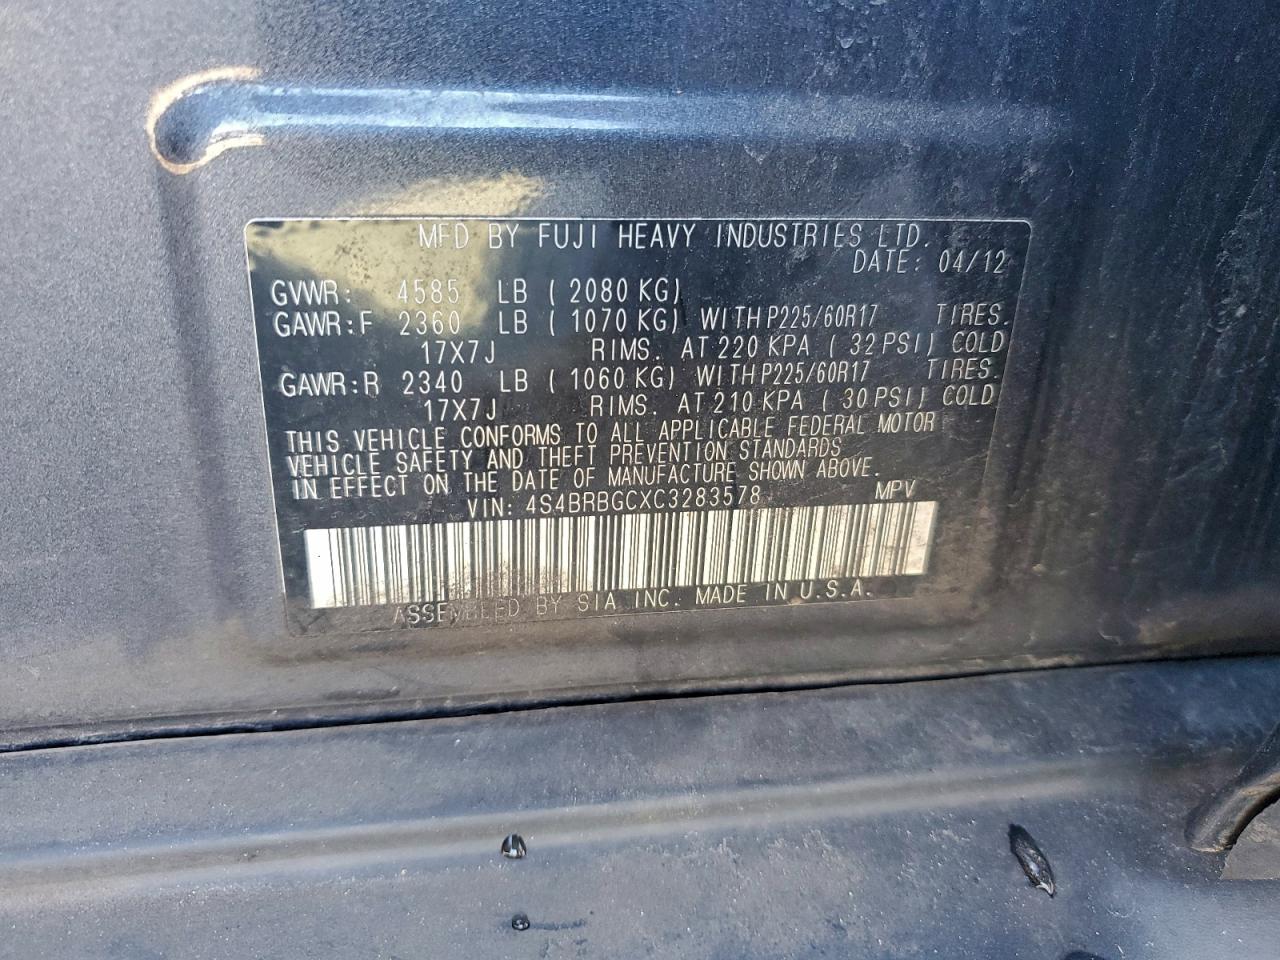 MFD BY FUJI HEAVY INDUSTRIES LTD.
DATE: 04/12
GVWR: 4585 LB ( 2080 KG)
GAWR: F 2360 LB ( 1070 KG) WITH P225/60R17 TIRES.
17X7J RIMS. AT 220 KPA ( 32 PSI) COLD
GAWR: R 2340 LB ( 1060 KG) WITH P225/60R17 TIRES.
17X7J RIMS. AT 210 KPA ( 30 PSI) COLD
THIS VEHICLE CONFORMS TO ALL APPLICABLE FEDERAL MOTOR
VEHICLE SAFETY AND THEFT PREVENTION STANDARDS
IN EFFECT ON THE DATE OF MANUFACTURE SHOWN ABOVE.
VIN: 4S4BRBGCXC3283578 MPV
ASSEMBLED BY SIA INC. MADE IN U.S.A.